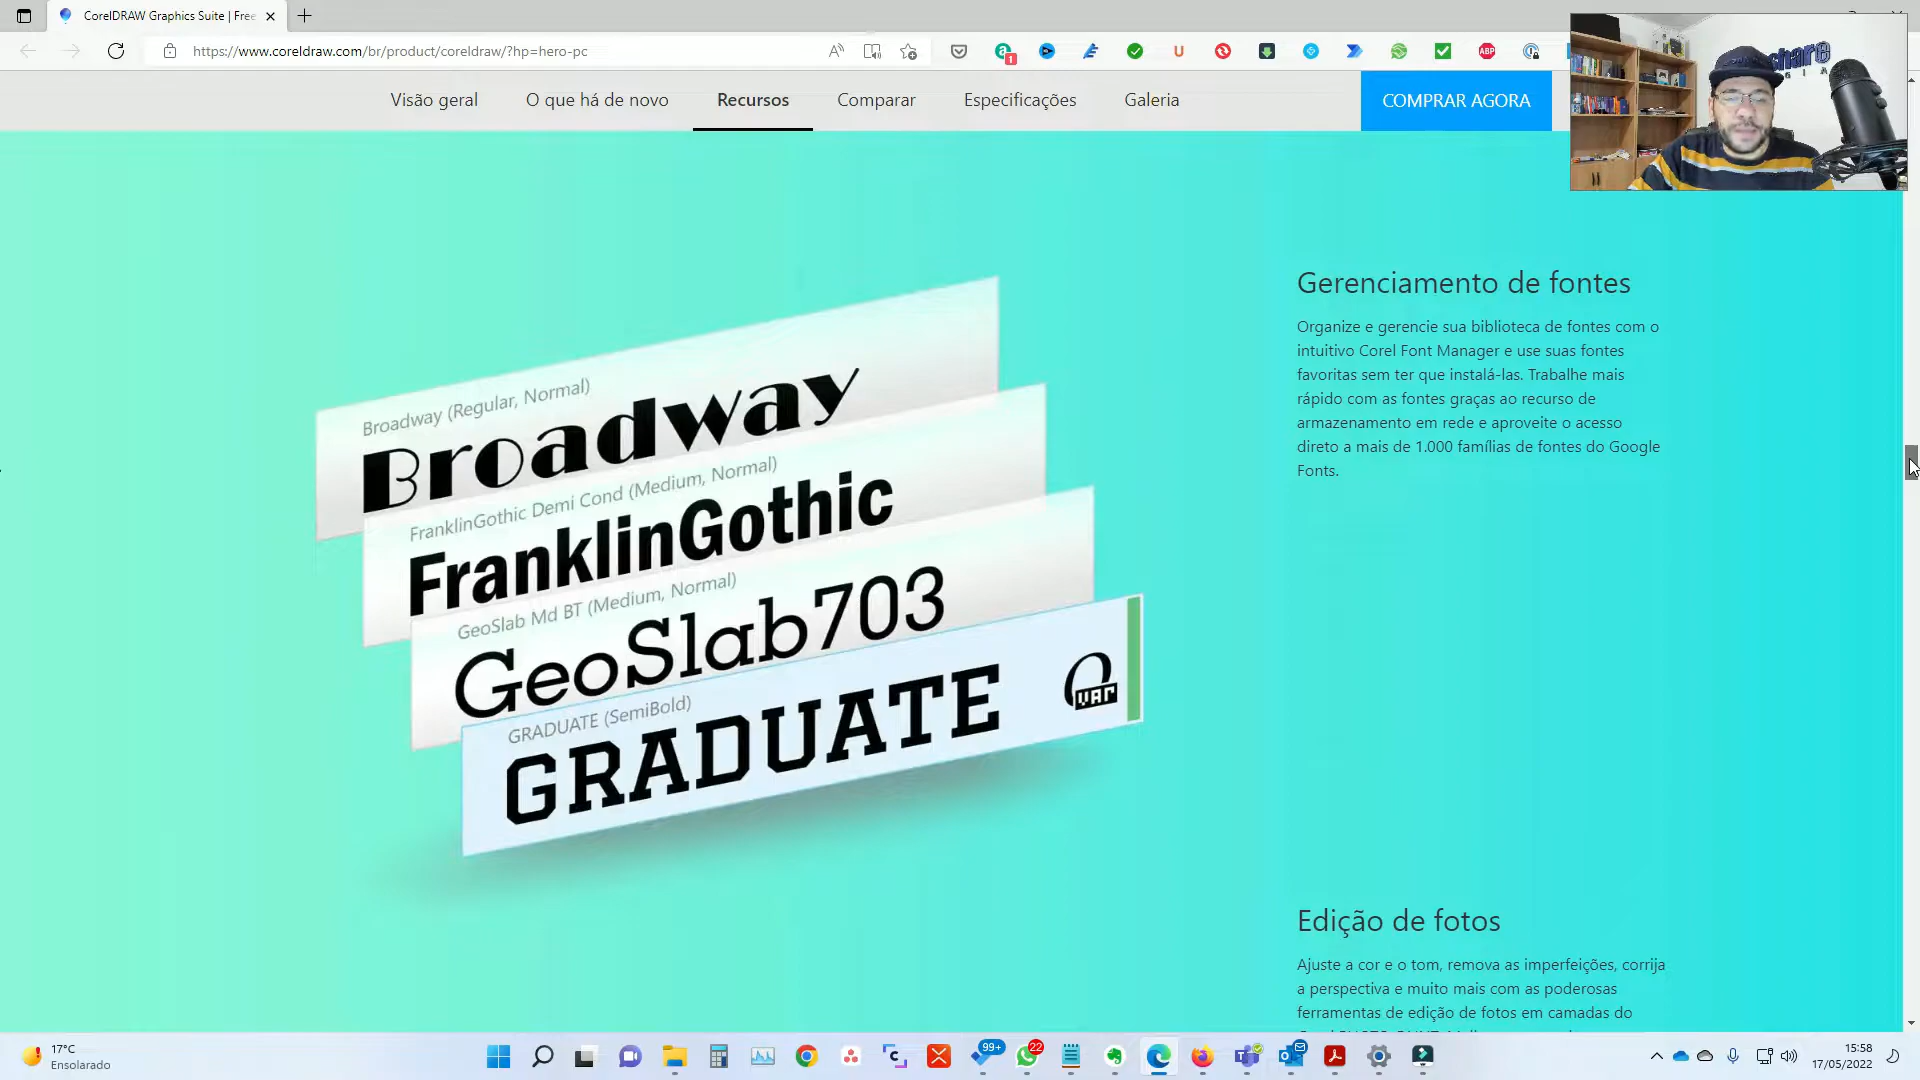 CorelDRAW Graphics Suite | Free
https://www.coreldraw.com/br/product/coreldraw/?hp=hero-pc
1
ABP
Visão geral
O que há de novo
Recursos
Comparar
Especificações
Galeria
COMPRAR AGORA
share
Gerenciamento de fontes
Organize e gerencie sua biblioteca de fontes com o
intuitivo Corel Font Manager e use suas fontes
favoritas sem ter que instalá-las. Trabalhe mais
rápido com as fontes graças ao recurso de
armazenamento em rede e aproveite o acesso
direto a mais de 1.000 famílias de fontes do Google
Fonts.
Broadway (Regular, Normal)
Broadway
FranklinGothic Demi Cond (Medium, Normal)
FranklinGothic
GeoSlab Md BT (Medium, Normal)
GeoSlab703
GRADUATE (SemiBold)
GRADUATE
VAR
Edição de fotos
Ajuste a cor e o tom, remova as imperfeições, corrija
a perspectiva e muito mais com as poderosas
ferramentas de edição de fotos em camadas do
17°C
Ensolarado
99+
22
15:58
17/05/2022